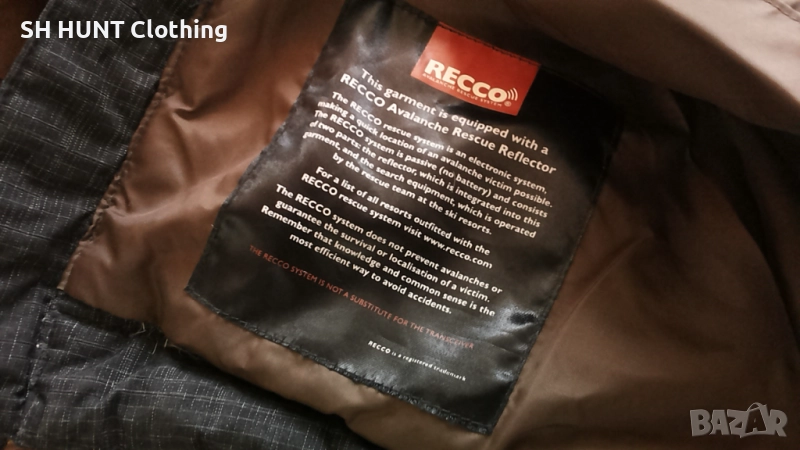 SH HUNT Clothing
RECCO
AVALANCHE RESCUE SYSTEM
This garment is equipped with a
RECCO Avalanche Rescue Reflector
The RECCO rescue system is an electronic system,
making a quick location of an avalanche victim possible.
The RECCO system is passive (no battery) and consists
of two parts: the reflector, which is integrated into this
garment, and the search equipment, which is operated
by the rescue team at the ski resorts.
For a list of all resorts outfitted with the
RECCO rescue system visit www.recco.com
The RECCO system does not prevent avalanches or
guarantee the survival or localisation of a victim.
Remember that knowledge and common sense is the
most efficient way to avoid accidents.
THE RECCO SYSTEM IS NOT A SUBSTITUTE FOR THE TRANSCEIVER
RECCO is a registered trademark
BAZAR